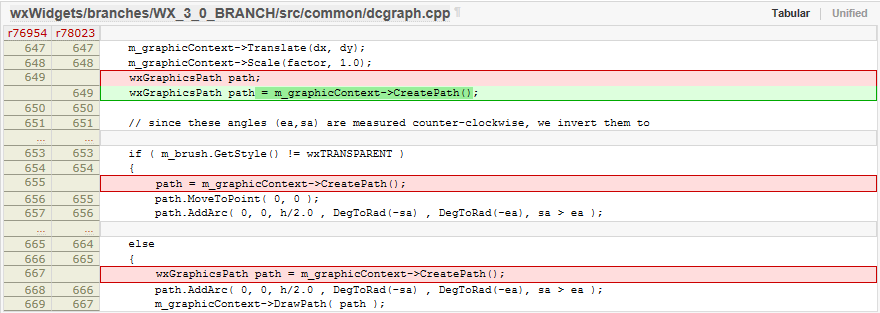 wxWidgets/branches/WX_3_0_BRANCH/src/common/dcgraph.cpp ¶ Tabular Unified
r76954 r78023
647 647 m_graphicContext->Translate(dx, dy);
648 648 m_graphicContext->Scale(factor, 1.0);
649 wxGraphicsPath path;
649 wxGraphicsPath path = m_graphicContext->CreatePath();
650 650
651 651 // since these angles (ea,sa) are measured counter-clockwise, we invert them to
… …
653 653 if ( m_brush.GetStyle() != wxTRANSPARENT )
654 654 {
655 path = m_graphicContext->CreatePath();
656 655 path.MoveToPoint( 0, 0 );
657 656 path.AddArc( 0, 0, h/2.0 , DegToRad(-sa) , DegToRad(-ea), sa > ea );
… …
665 664 else
666 665 {
667 wxGraphicsPath path = m_graphicContext->CreatePath();
668 666 path.AddArc( 0, 0, h/2.0 , DegToRad(-sa) , DegToRad(-ea), sa > ea );
669 667 m_graphicContext->DrawPath( path );